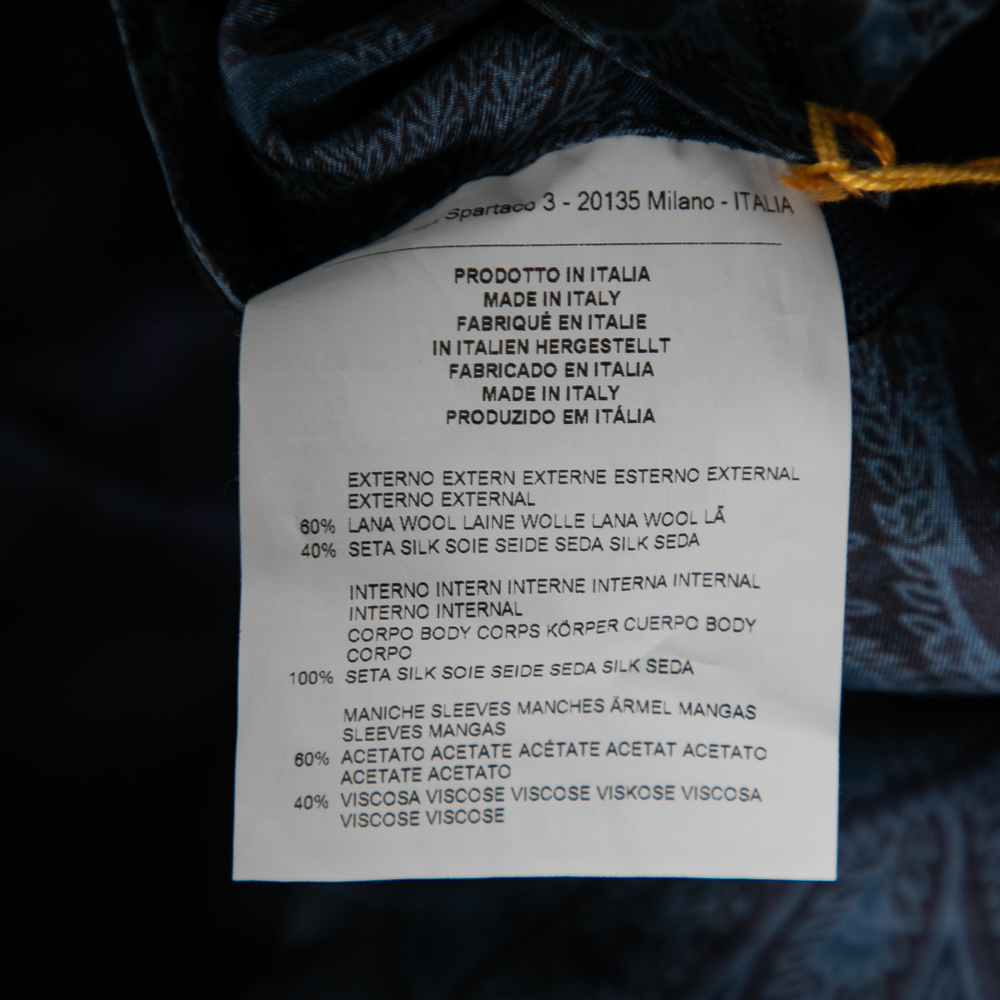 Spartaco 3 - 20135 Milano - ITALIA
PRODOTTO IN ITALIA
MADE IN ITALY
FABRIQUÉ EN ITALIE
IN ITALIEN HERGESTELLT
FABRICADO EN ITALIA
MADE IN ITALY
PRODUZIDO EM ITÁLIA
EXTERNO EXTERN EXTERNE ESTERNO EXTERNAL
EXTERNO EXTERNAL
60% LANA WOOL LAINE WOLLE LANA WOOL LÃ
40% SETA SILK SOIE SEIDE SEDA SILK SEDA
INTERNO INTERN INTERNE INTERNA INTERNAL
INTERNO INTERNAL
CORPO BODY CORPS KÖRPER CUERPO BODY
CORPO
100% SETA SILK SOIE SEIDE SEDA SILK SEDA
MANICHE SLEEVES MANCHES ÄRMEL MANGAS
SLEEVES MANGAS
60% ACETATO ACETATE ACÉTATE ACETAT ACETATO
ACETATE ACETATO
40% VISCOSA VISCOSE VISCOSE VISKOSE VISCOSA
VISCOSE VISCOSE